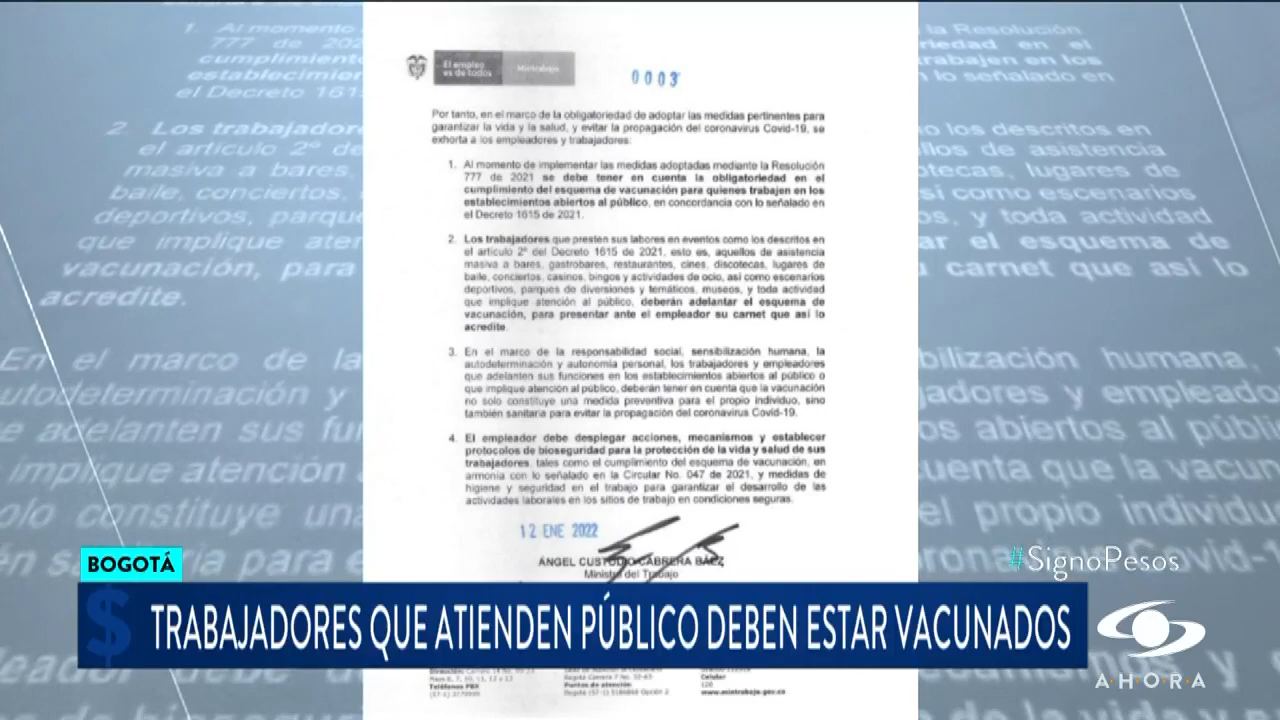 El empleo
es de todos
Mintrabajo
0003
Por tanto, en el marco de la obligatoriedad de adoptar las medidas pertinentes para
garantizar la vida y la salud, y evitar la propagación del coronavirus Covid-19, se
exhorta a los empleadores y trabajadores:
1. Al momento de implementar las medidas adoptadas mediante la Resolución
777 de 2021 se debe tener en cuenta la obligatoriedad en el
cumplimiento del esquema de vacunación para quienes trabajen en los
establecimientos abiertos al público, en concordancia con lo señalado en
el Decreto 1615 de 2021.
2. Los trabajadores que presten sus labores en eventos como los descritos en
el artículo 2º del Decreto 1615 de 2021, esto es, aquellos de asistencia
masiva a bares, gastrobares, restaurantes, cines, discotecas, lugares de
baile, conciertos, casinos, bingos y actividades de ocio, así como escenarios
deportivos, parques de diversiones y temáticos, museos, y toda actividad
que implique atención al público, deberán adelantar el esquema de
vacunación, para presentar ante el empleador su carnet que así lo
acredite.
3. En el marco de la responsabilidad social, sensibilización humana, la
autodeterminación y autonomía personal, los trabajadores y empleadores
que adelanten sus funciones en los establecimientos abiertos al público o
que implique atención al público, deberán tener en cuenta que la vacunación
no solo constituye una medida preventiva para el propio individuo, sino
también sanitaria para evitar la propagación del coronavirus Covid-19.
4. El empleador debe desplegar acciones, mecanismos y establecer
protocolos de bioseguridad para la protección de la vida y salud de sus
trabajadores, tales como el cumplimiento del esquema de vacunación, en
armonía con lo señalado en la Circular No. 047 de 2021, y medidas de
higiene y seguridad en el trabajo para garantizar el desarrollo de las
actividades laborales en los sitios de trabajo en condiciones seguras.
12 ENE 2022
ÁNGEL CUSTODIO CABRERA BÁEZ
Ministro del Trabajo
BOGOTÁ
#SignoPesos
$ TRABAJADORES QUE ATIENDEN PÚBLICO DEBEN ESTAR VACUNADOS
AHORA
Teléfonos PBX
Puntos de atención
Celular
120
www.mintrabajo.gov.co